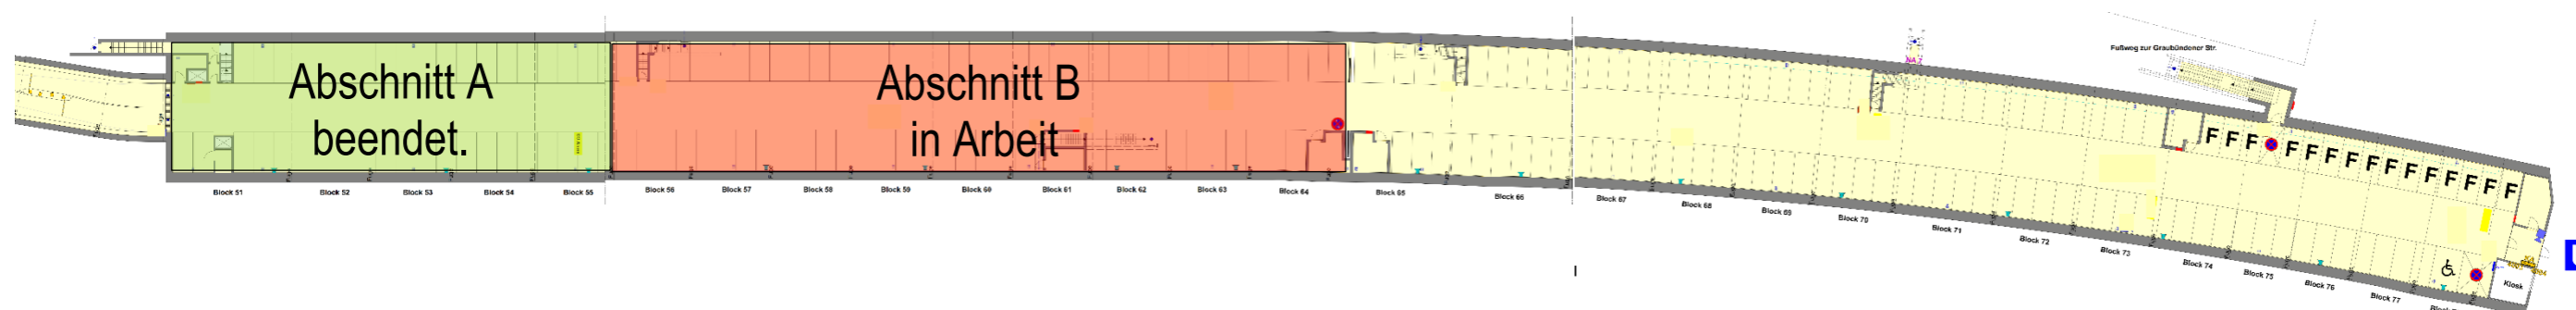 Fußweg zur Graubündener Str.
NA 2
Abschnitt A
beendet.
Abschnitt B
in Arbeit
F F F F F F F F F F F F F F F
Block 51
Block 52
Block 53
Block 54
Block 55
Block 56
Block 57
Block 58
Block 59
Block 60
Block 61
Block 62
Block 63
Block 64
Block 65
Block 66
Block 67
Block 68
Block 69
Block 70
Block 71
Block 72
Block 73
Block 74
Block 75
Block 76
Block 77
Kiosk